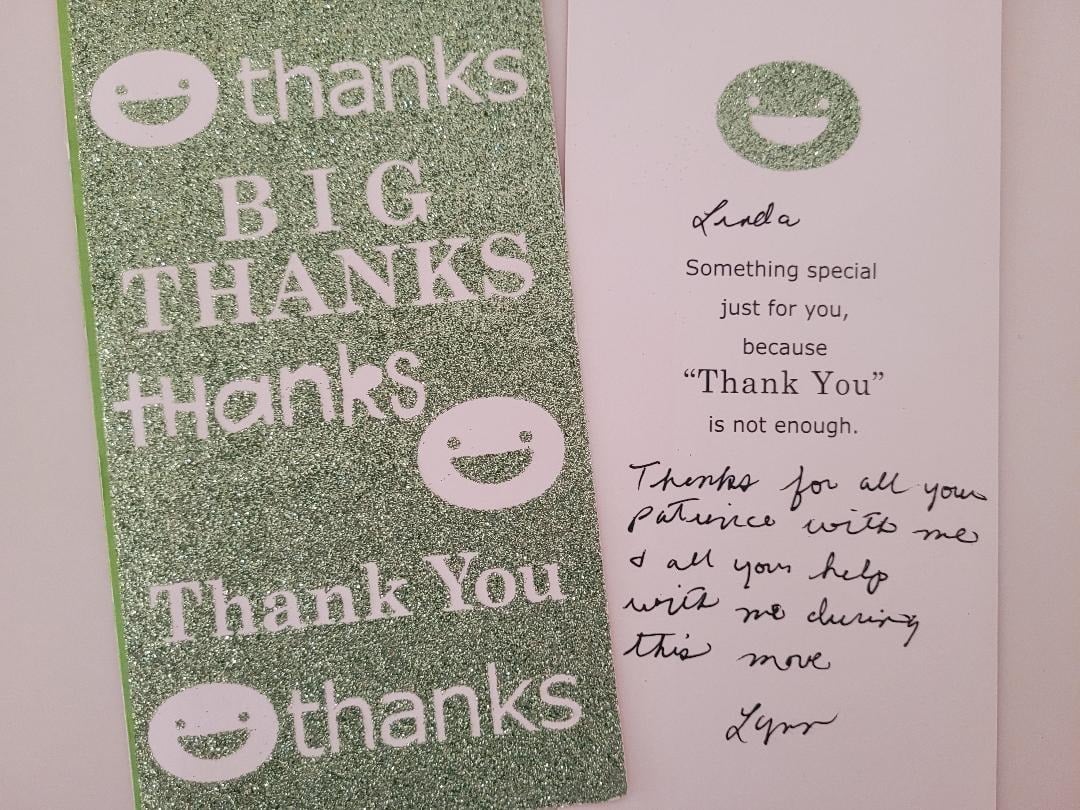 thanks
BIG
THANKS
tHanks
Thank You
thanks
Linda
Something special
just for you,
because
“Thank You”
is not enough.
Thanks for all your
patience with me
& all your help
with me during
this move
Lynn